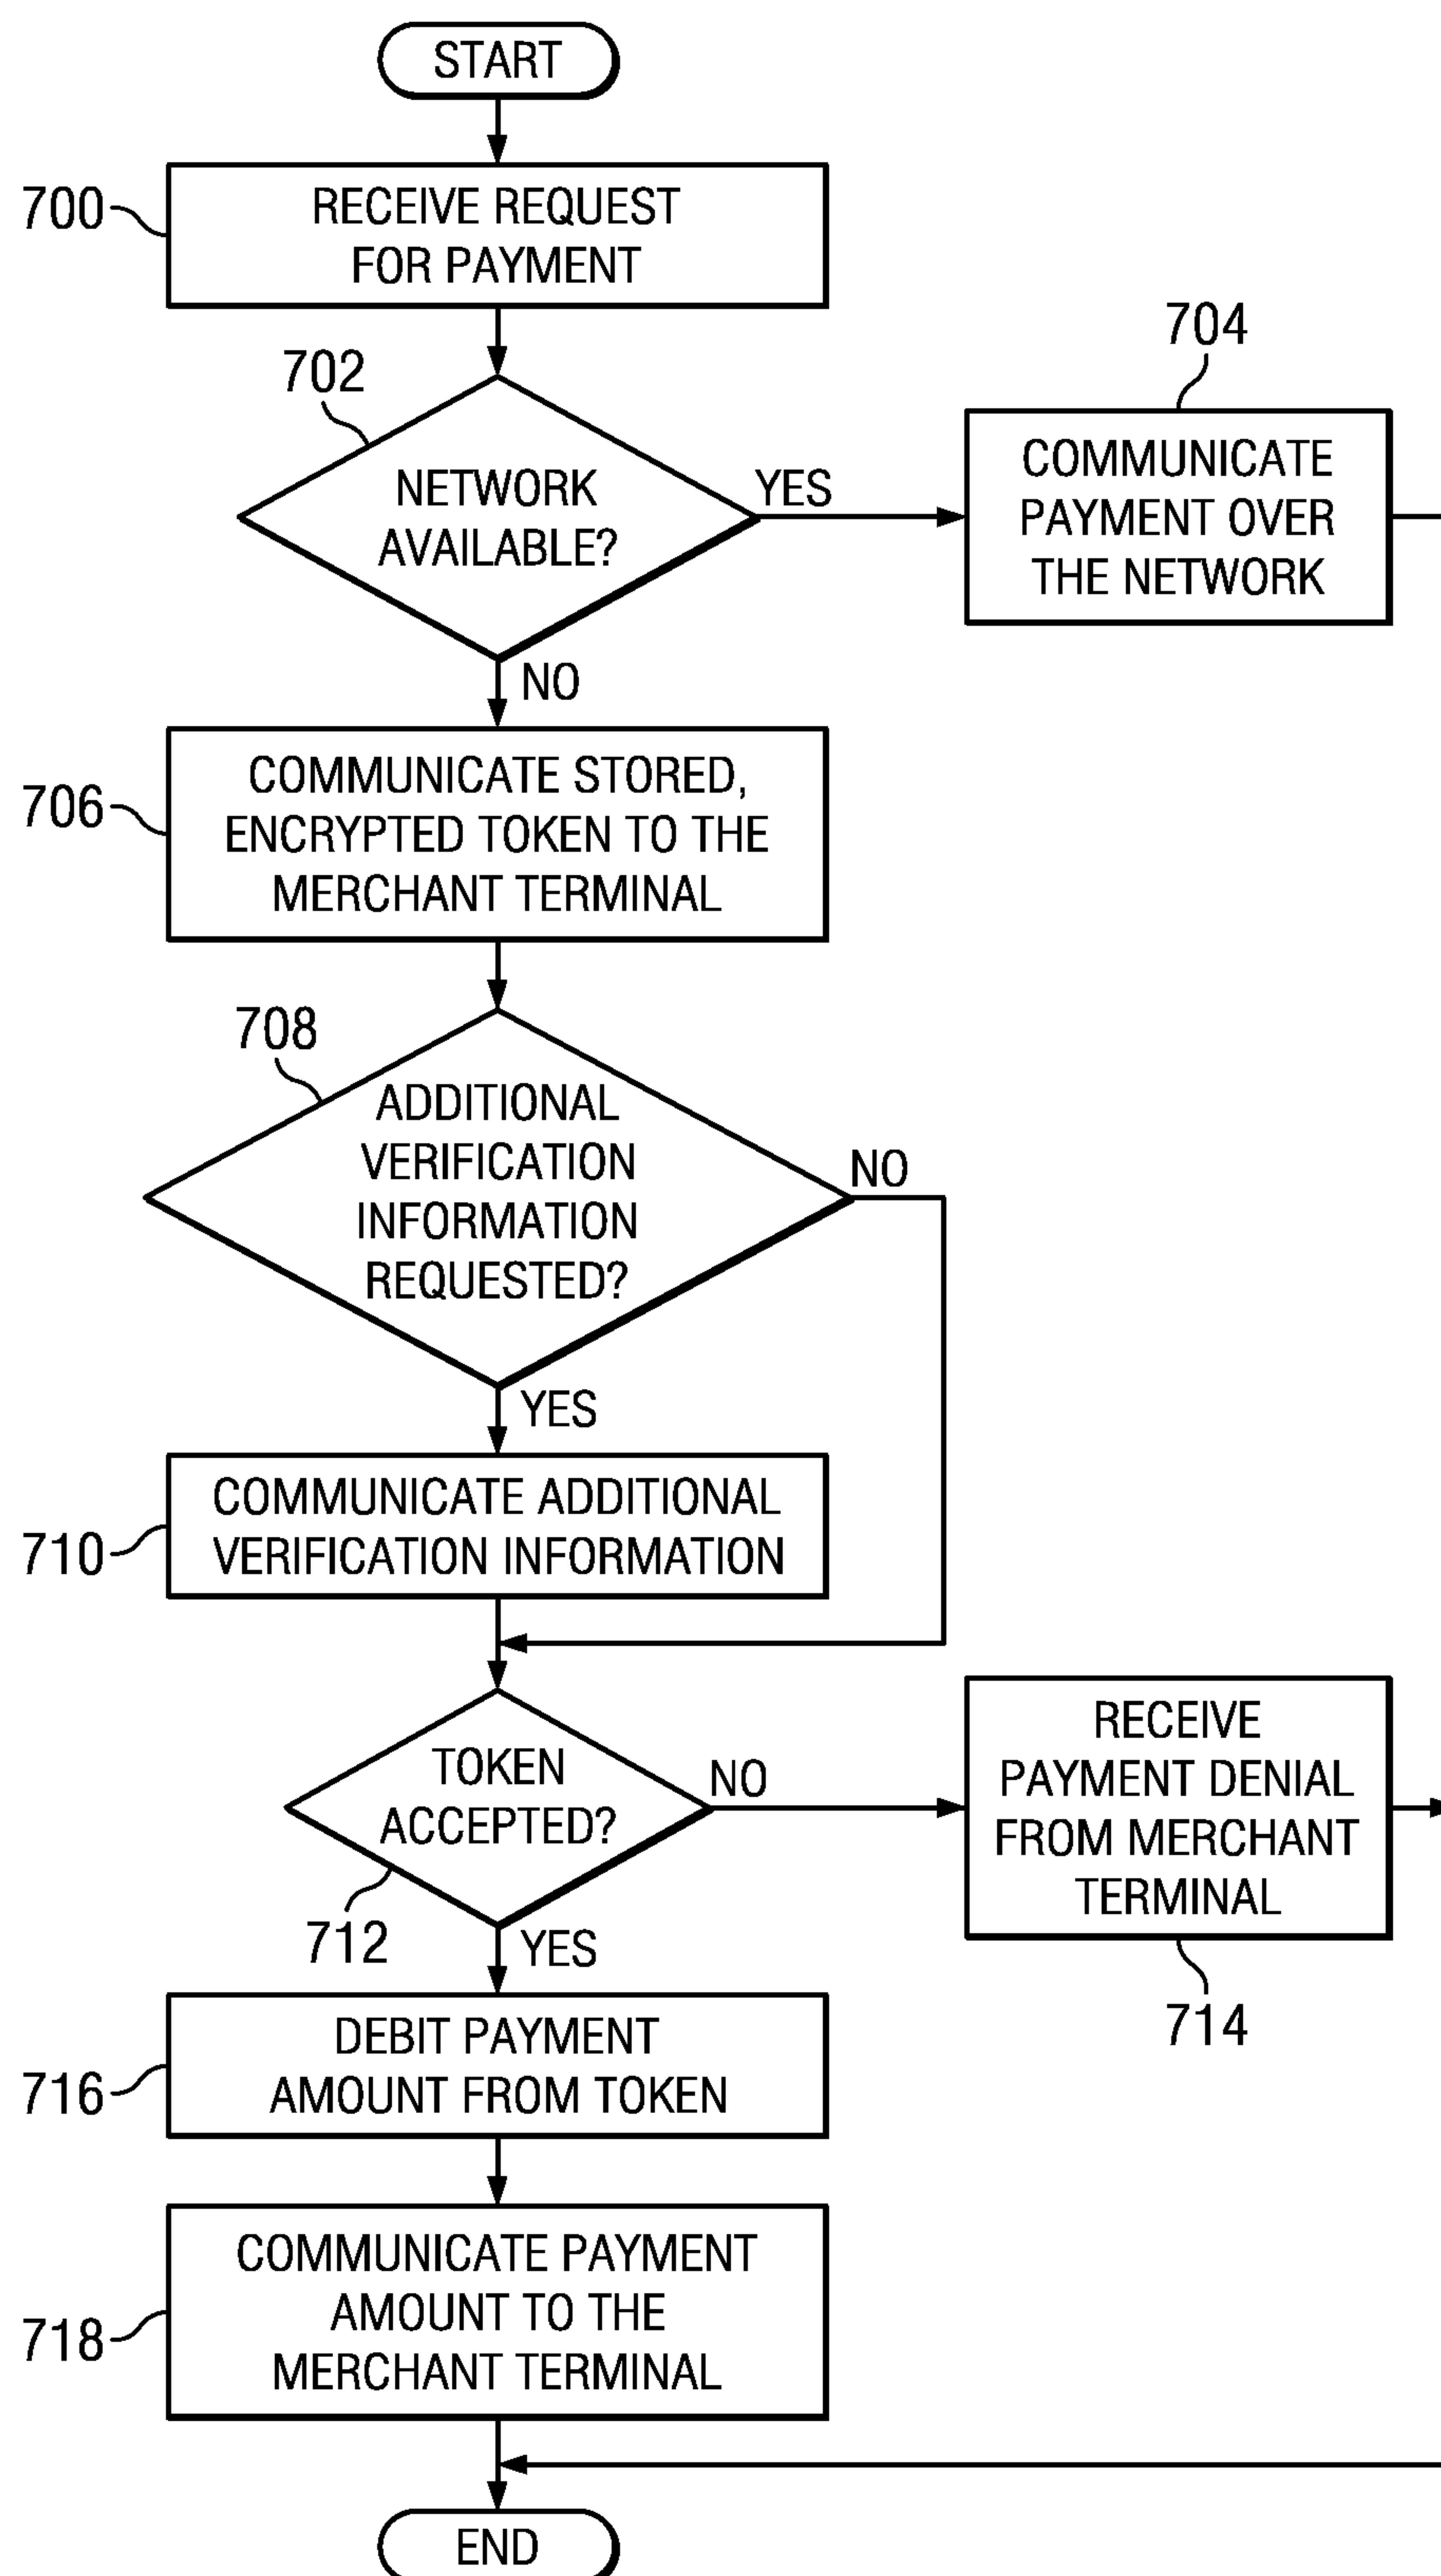 START
700
RECEIVE REQUEST
FOR PAYMENT
702
NETWORK
AVAILABLE?
YES
NO
704
COMMUNICATE
PAYMENT OVER
THE NETWORK
706
COMMUNICATE STORED,
ENCRYPTED TOKEN TO THE
MERCHANT TERMINAL
708
ADDITIONAL
VERIFICATION
INFORMATION
REQUESTED?
NO
YES
710
COMMUNICATE ADDITIONAL
VERIFICATION INFORMATION
TOKEN
ACCEPTED?
712
NO
YES
RECEIVE
PAYMENT DENIAL
FROM MERCHANT
TERMINAL
714
716
DEBIT PAYMENT
AMOUNT FROM TOKEN
718
COMMUNICATE PAYMENT
AMOUNT TO THE
MERCHANT TERMINAL
END